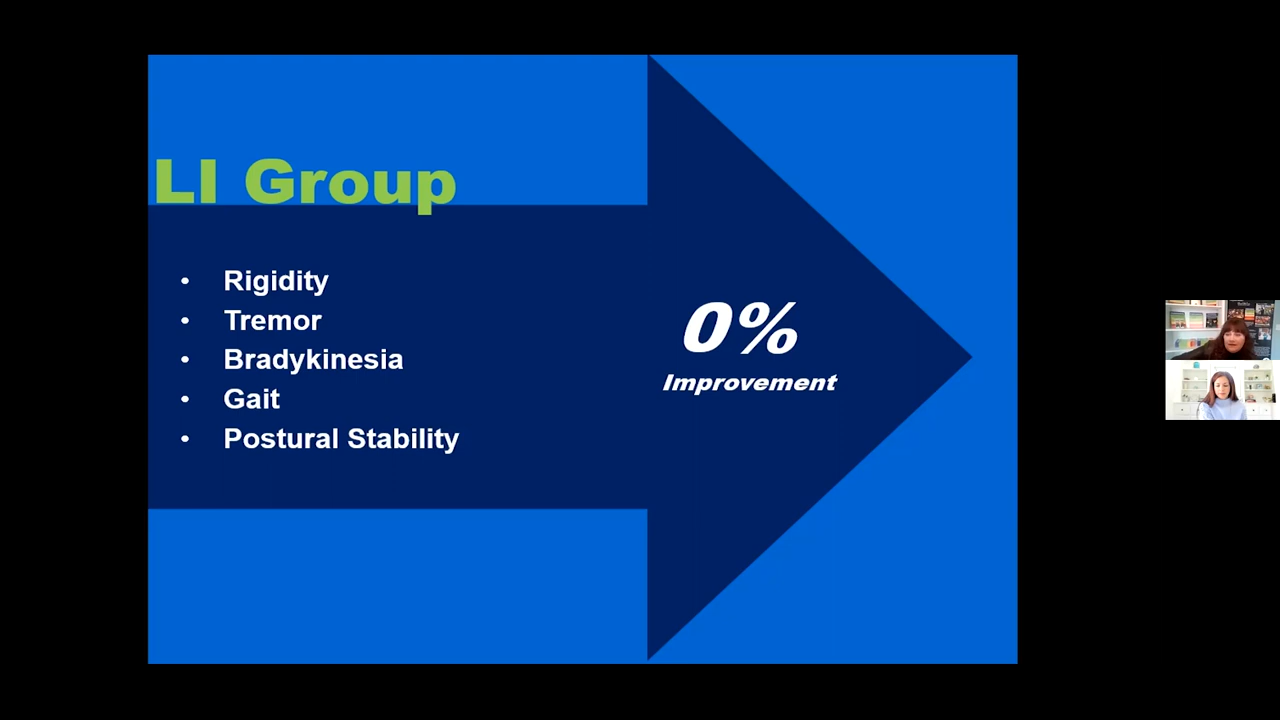 LI Group
• Rigidity
• Tremor
• Bradykinesia
• Gait
• Postural Stability
0%
Improvement